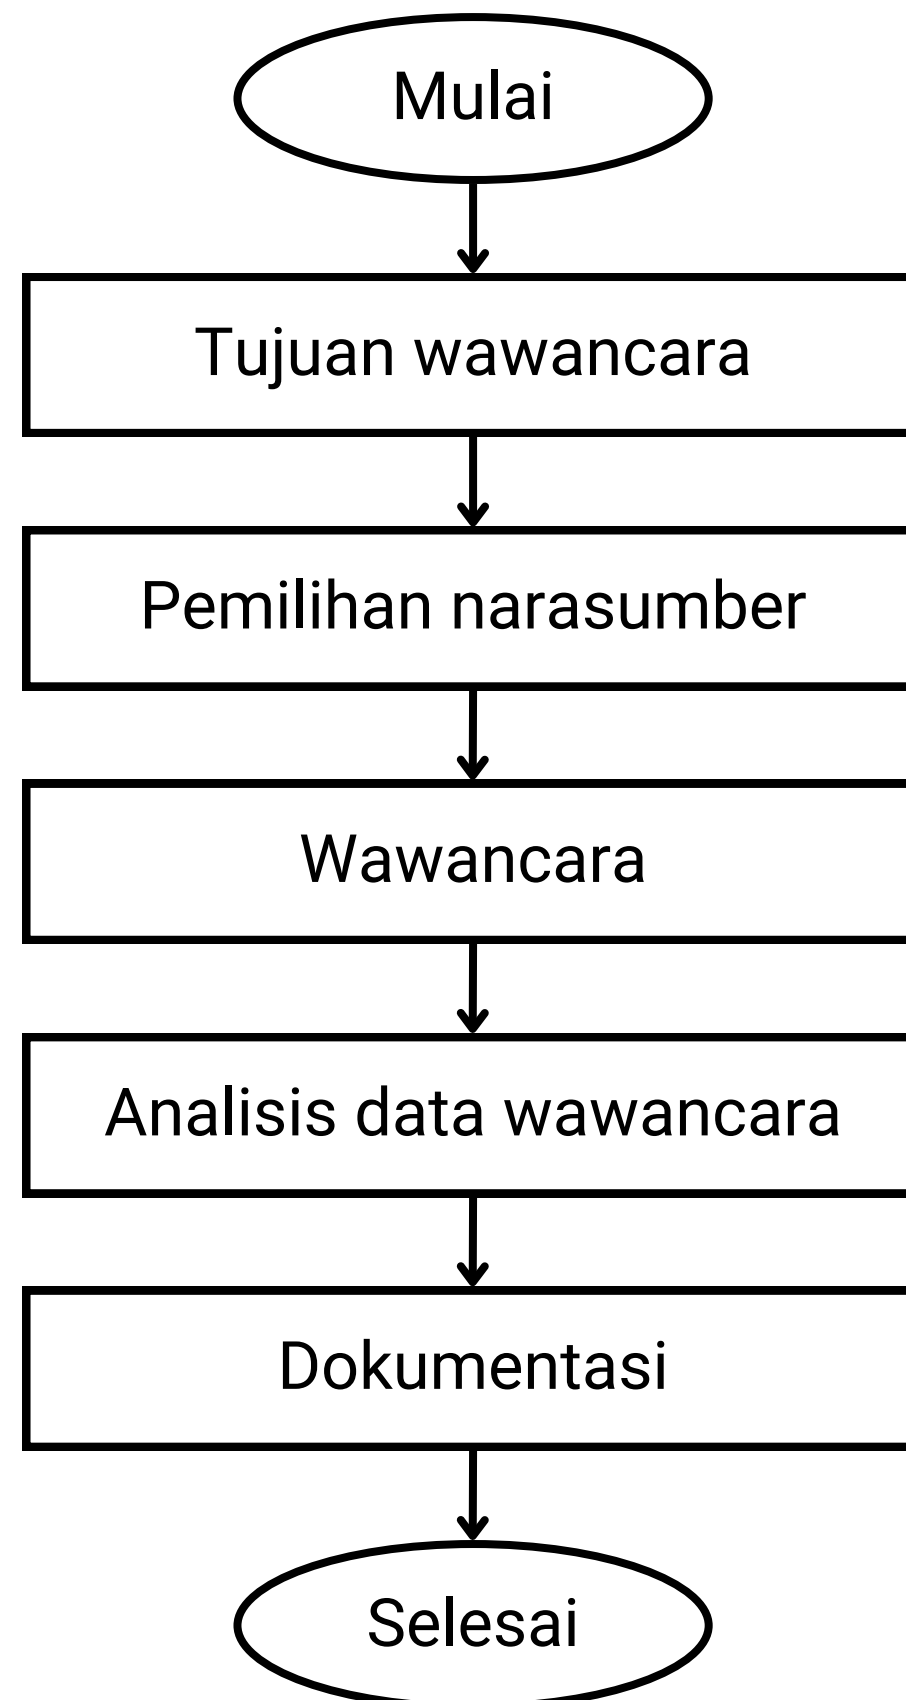 Mulai
Tujuan wawancara
Pemilihan narasumber
Wawancara
Analisis data wawancara
Dokumentasi
Selesai